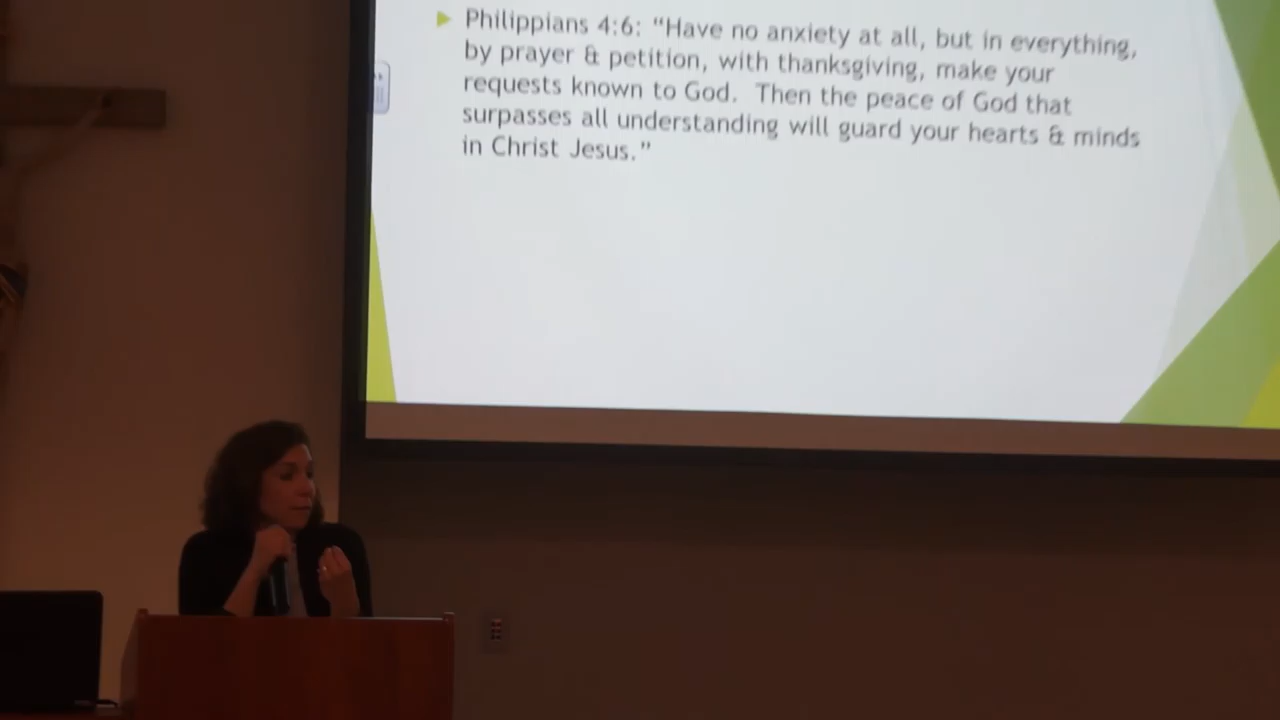 Philippians 4:6: “Have no anxiety at all, but in everything,
by prayer & petition, with thanksgiving, make your
requests known to God.  Then the peace of God that
surpasses all understanding will guard your hearts & minds
in Christ Jesus.”